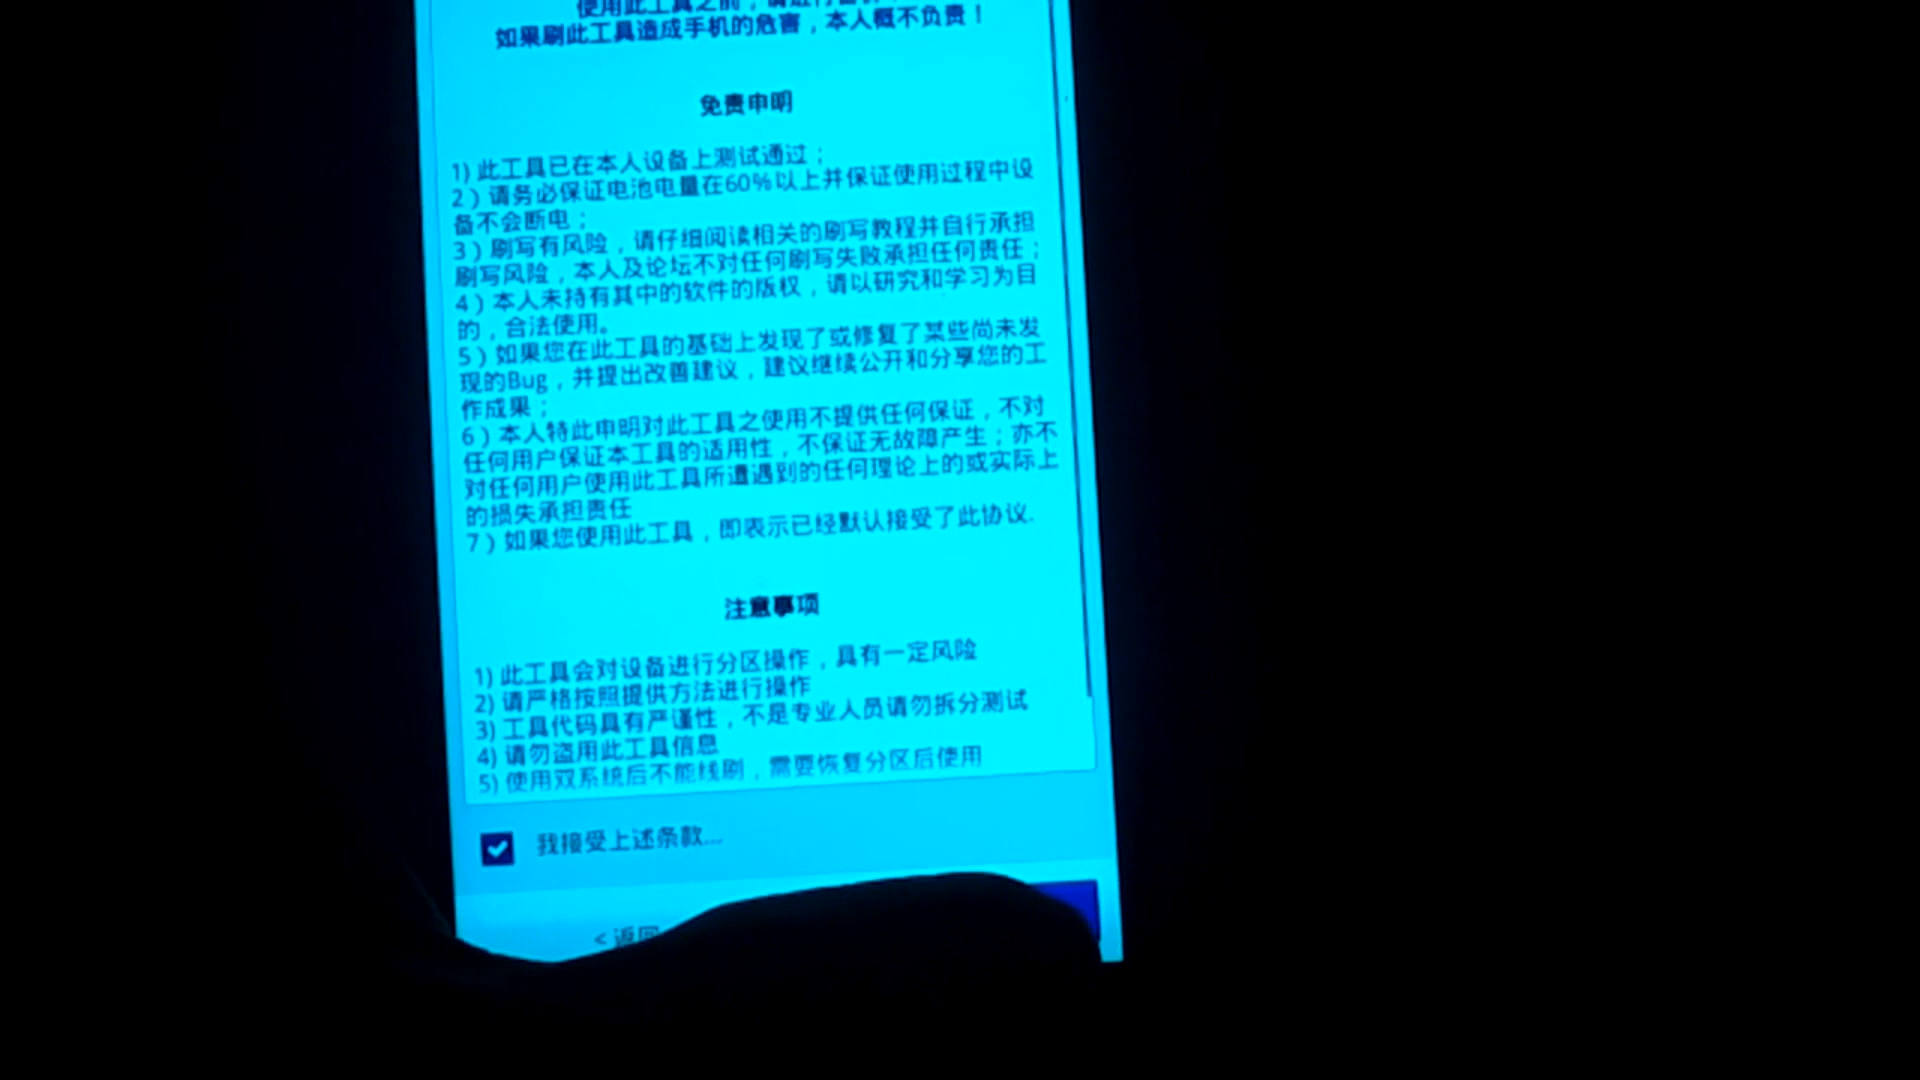 使用此工具之前，请进行
如果刷此工具造成手机的危害，本人概不负责！
免责申明
1) 此工具已在本人设备上测试通过；
2）请务必保证电池电量在60%以上并保证使用过程中设
备不会断电；
3）刷写有风险，请仔细阅读相关的刷写教程并自行承担
刷写风险，本人及论坛不对任何刷写失败承担任何责任；
4）本人未持有其中的软件的版权，请以研究和学习为目
的，合法使用。
5）如果您在此工具的基础上发现了或修复了某些尚未发
现的Bug，并提出改善建议，建议继续公开和分享您的工
作成果；
6）本人特此申明对此工具之使用不提供任何保证，不对
任何用户保证本工具的适用性，不保证无故障产生；亦不
对任何用户使用此工具所遭遇到的任何理论上的或实际上
的损失承担责任
7）如果您使用此工具，即表示已经默认接受了此协议.
注意事项
1) 此工具会对设备进行分区操作，具有一定风险
2) 请严格按照提供方法进行操作
3) 工具代码具有严谨性，不是专业人员请勿拆分测试
4) 请勿盗用此工具信息
5) 使用双系统后不能线刷，需要恢复分区后使用
我接受上述条款...
< 返回